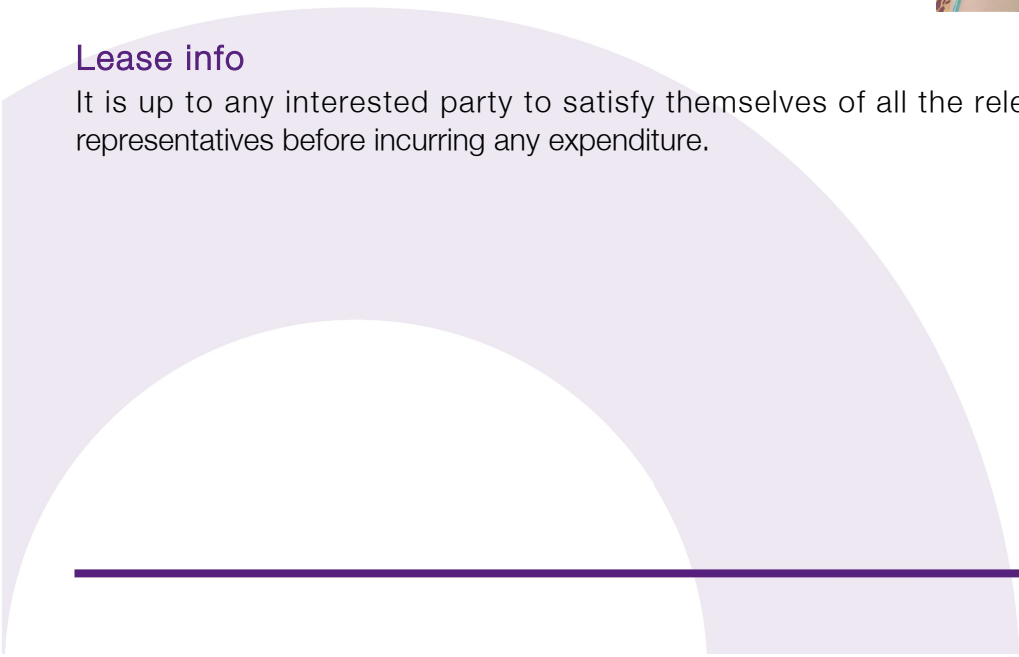 Lease info
It is up to any interested party to satisfy themselves of all the
representatives before incurring any expenditure.